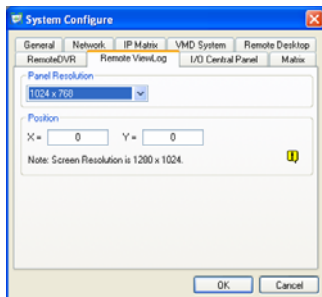 System Configure
General Network IP Matrix VMD System Remote Desktop
RemoteDVR Remote ViewLog I/O Central Panel Matrix
Panel Resolution
1024 x 768
Position
X = 0 Y = 0
Note: Screen Resolution is 1280 x 1024.
OK Cancel